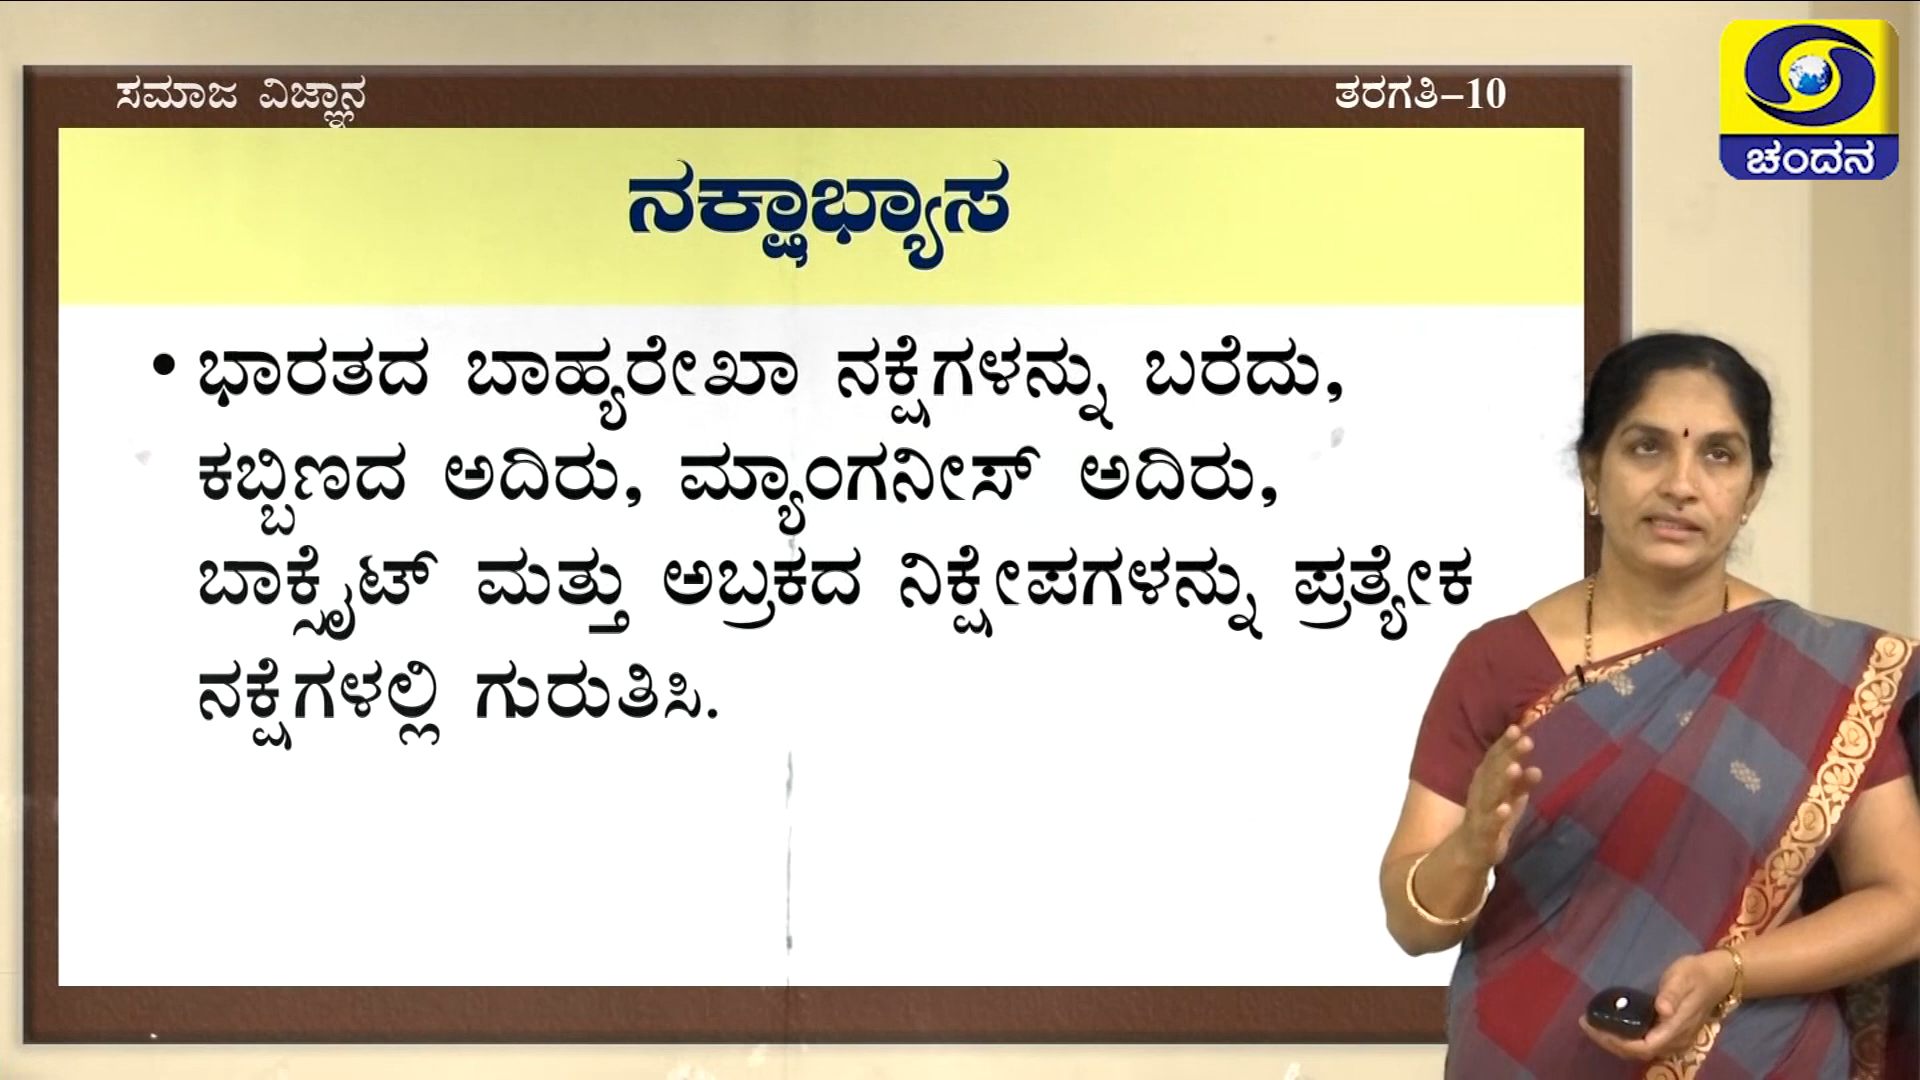 ಸಮಾಜ ವಿಜ್ಞಾನ
ತರಗತಿ-10
ಚಂದನ
ನಕ್ಷಾಭ್ಯಾಸ
• ಭಾರತದ ಬಾಹ್ಯರೇಖಾ ನಕ್ಷೆಗಳನ್ನು ಬರೆದು,
ಕಬ್ಬಿಣದ ಅದಿರು, ಮ್ಯಾಂಗನೀಸ್ ಅದಿರು,
ಬಾಕ್ಸೈಟ್ ಮತ್ತು ಅಬ್ರಕದ ನಿಕ್ಷೇಪಗಳನ್ನು ಪ್ರತ್ಯೇಕ
ನಕ್ಷೆಗಳಲ್ಲಿ ಗುರುತಿಸಿ.